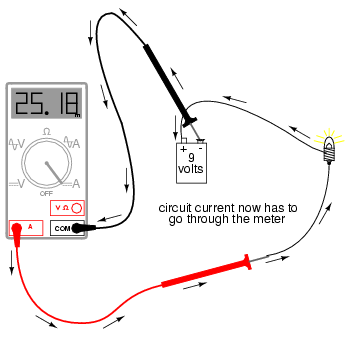 25.18
m
Ω
V A
V A
OFF
V Ω
A COM
+ -
9
volts
circuit current now has to
go through the meter